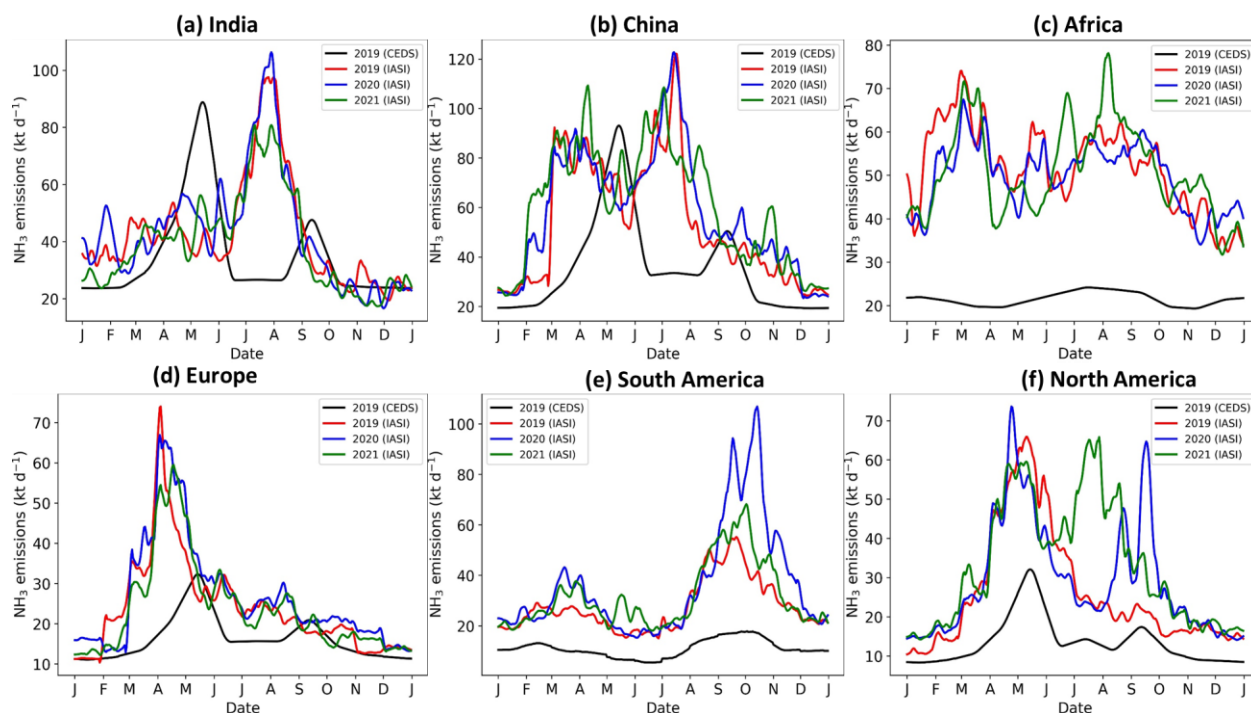 (a) India
NH₃ emissions (kt d⁻¹)
100
80
60
40
20
2019 (CEDS)
2019 (IASI)
2020 (IASI)
2021 (IASI)
J F M A M J J A S O N D J
Date
(b) China
NH₃ emissions (kt d⁻¹)
120
100
80
60
40
20
2019 (CEDS)
2019 (IASI)
2020 (IASI)
2021 (IASI)
J F M A M J J A S O N D J
Date
(c) Africa
NH₃ emissions (kt d⁻¹)
80
70
60
50
40
30
20
2019 (CEDS)
2019 (IASI)
2020 (IASI)
2021 (IASI)
J F M A M J J A S O N D J
Date
(d) Europe
NH₃ emissions (kt d⁻¹)
70
60
50
40
30
20
10
2019 (CEDS)
2019 (IASI)
2020 (IASI)
2021 (IASI)
J F M A M J J A S O N D J
Date
(e) South America
NH₃ emissions (kt d⁻¹)
100
80
60
40
20
2019 (CEDS)
2019 (IASI)
2020 (IASI)
2021 (IASI)
J F M A M J J A S O N D J
Date
(f) North America
NH₃ emissions (kt d⁻¹)
70
60
50
40
30
20
10
2019 (CEDS)
2019 (IASI)
2020 (IASI)
2021 (IASI)
J F M A M J J A S O N D J
Date